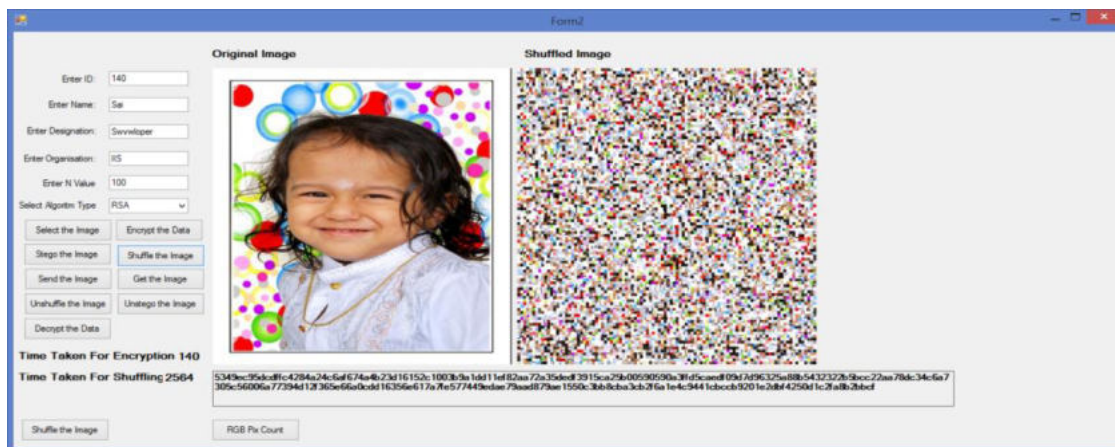 Form2
Original Image
Shuffled Image
Enter ID: 140
Enter Name: Sai
Enter Designation: Swvwloper
Enter Organisation: IIS
Enter N Value 100
Select Algoritm Type RSA
Select the Image Encrypt the Data
Stego the Image Shuffle the Image
Send the Image Get the Image
Unshuffle the Image Unstego the Image
Decrypt the Data
Time Taken For Encryption 140
Time Taken For Shuffling 2564
Shuffle the Image RGB Pix Count